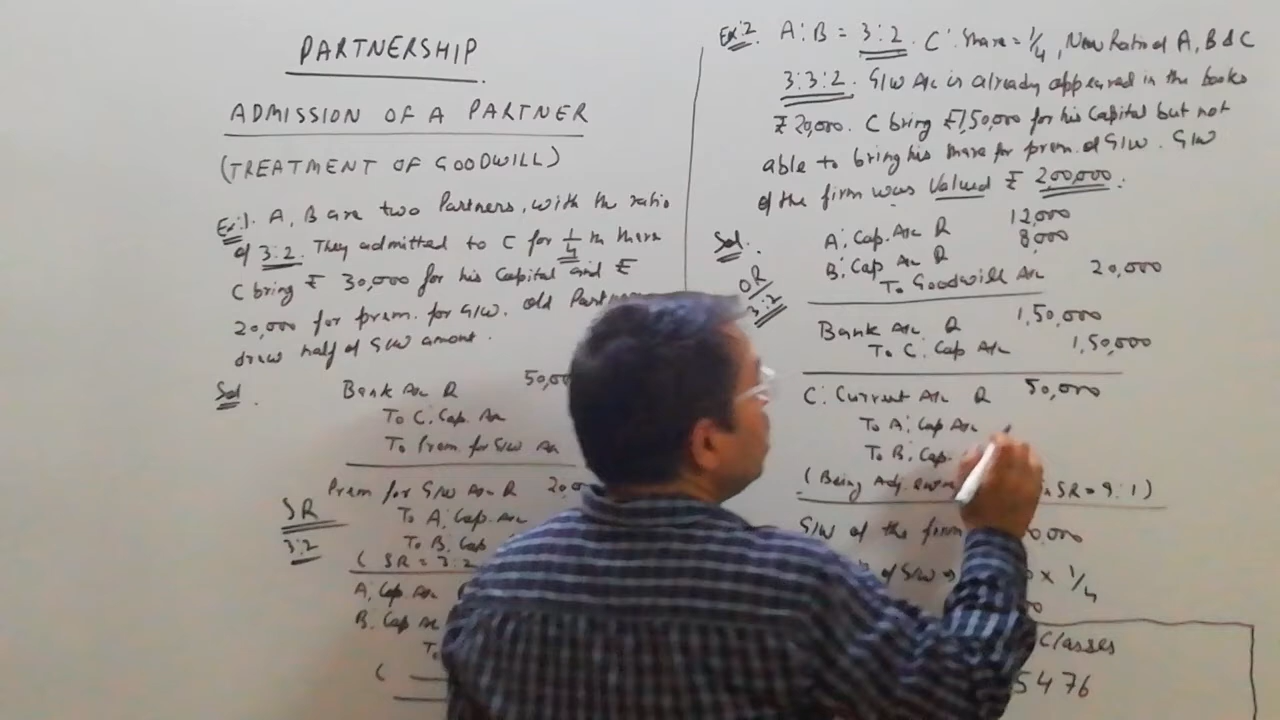 PARTNERSHIP
ADMISSION OF A PARTNER
(TREATMENT OF GOODWILL)
Ex:1. A, B are two Partners, with the ratio
of 3:2. They admitted to C for 1/4 th share
C bring ₹ 30,000 for his Capital and ₹
20,000 for prem. for G/W. old Partners
draw half of G/W amount.
Sol.
Bank A/c D 50,000
To C. Cap. A/c
To Prem for G/W A/c
Prem for G/W A/c D 20,0
To A. Cap. A/c
To B. Cap
( SR = 3:2
SR
3:2
A. Cap. A/c
B. Cap A/c
To
(
Ex:2. A:B = 3:2. C. Share = 1/4, New Ratio of A, B & C
3:3:2. G/W A/c is already appeared in the books
₹ 20,000. C bring ₹ 1,50,000 for his Capital but not
able to bring his share for prem. of G/W. G/W
of the firm was Valued ₹ 2,00,000.
Sol.
A. Cap. A/c D 12,000
B. Cap A/c D 8,000
To Goodwill A/c 20,000
OR
3:2
Bank A/c D 1,50,000
To C. Cap A/c 1,50,000
C. Current A/c D 50,000
To A. Cap A/c
To B. Cap.
(Being Adj. SR = 9:1)
G/W of the firm 0,000
of G/W = × 1/4
Classes
5476